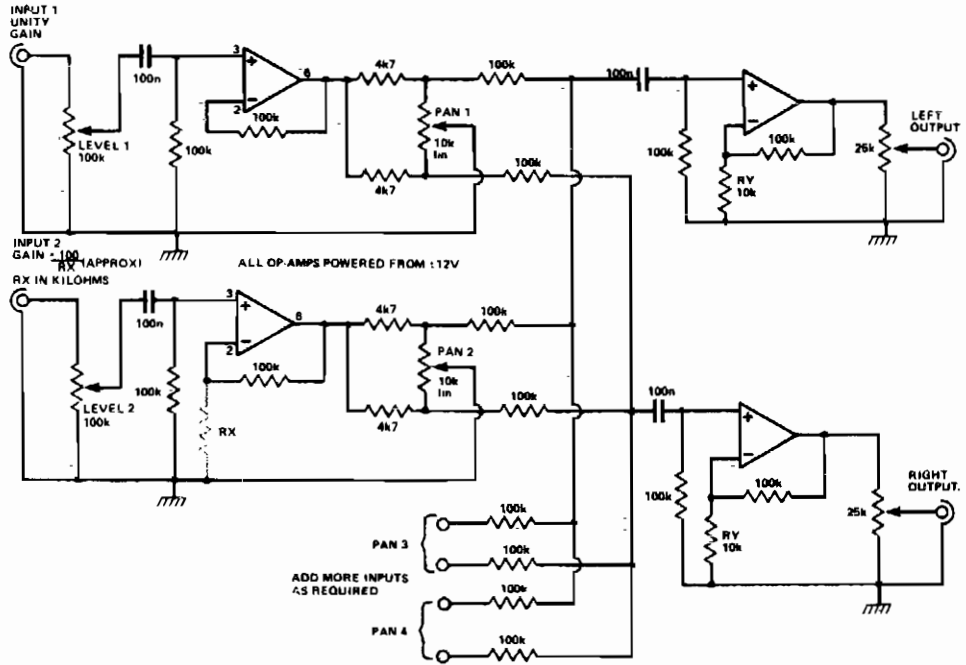 INPUT 1
UNITY
GAIN
100n
3
2
6
100k
LEVEL 1
100k
100k
4k7
4k7
PAN 1
10k
lin
100k
100k
100n
100k
100k
RV
10k
25k
LEFT
OUTPUT
INPUT 2
GAIN = 100
RX (APPROX)
RX IN KILOHMS
ALL OP-AMPS POWERED FROM ±12V
100n
3
2
6
100k
LEVEL 2
100k
100k
RX
4k7
4k7
PAN 2
10k
lin
100k
100k
100n
100k
100k
RV
10k
25k
RIGHT
OUTPUT.
PAN 3
100k
100k
ADD MORE INPUTS
AS REQUIRED
PAN 4
100k
100k